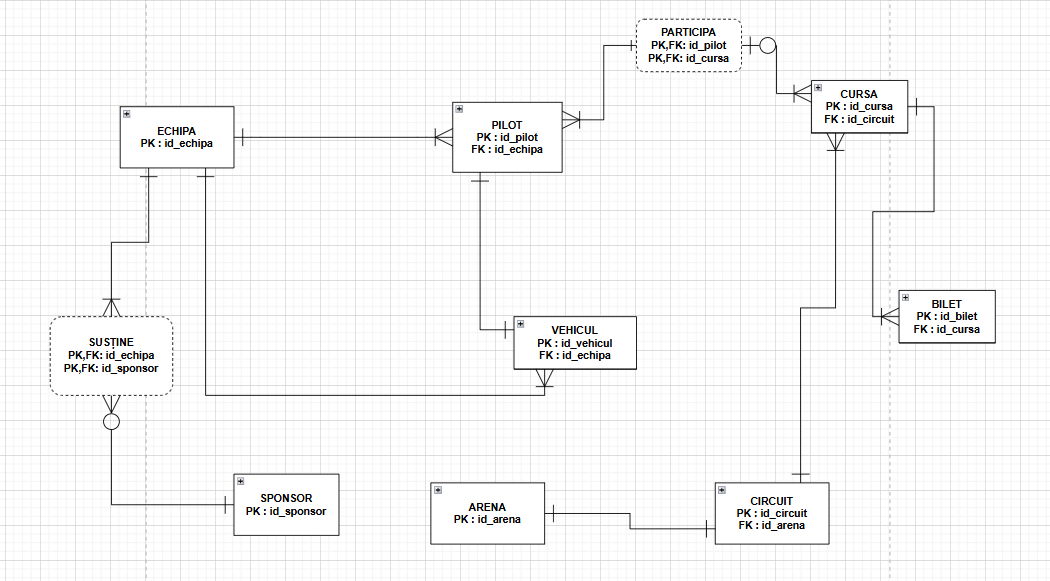 PARTICIPA
PK,FK: id_pilot
PK,FK: id_cursa
CURSA
PK : id_cursa
FK : id_circuit
ECHIPA
PK : id_echipa
PILOT
PK : id_pilot
FK : id_echipa
BILET
PK : id_bilet
FK : id_cursa
SUSȚINE
PK,FK: id_echipa
PK,FK: id_sponsor
VEHICUL
PK : id_vehicul
FK : id_echipa
SPONSOR
PK : id_sponsor
ARENA
PK : id_arena
CIRCUIT
PK : id_circuit
FK : id_arena